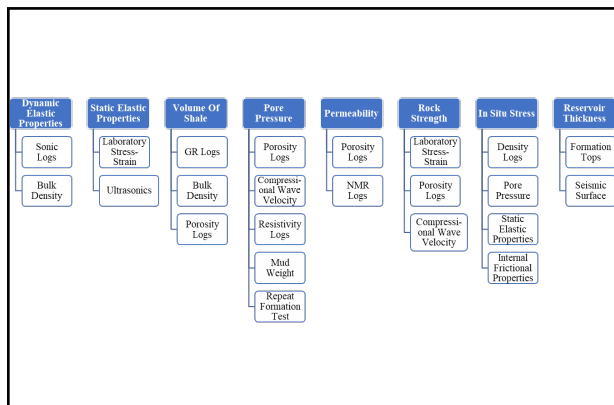 Dynamic
Elastic
Properties
Sonic
Logs
Bulk
Density
Static Elastic
Properties
Laboratory
Stress-
Strain
Ultrasonics
Volume Of
Shale
GR Logs
Bulk
Density
Porosity
Logs
Pore
Pressure
Porosity
Logs
Compressi-
onal Wave
Velocity
Resistivity
Logs
Mud
Weight
Repeat
Formation
Test
Permeability
Porosity
Logs
NMR
Logs
Rock
Strength
Laboratory
Stress-
Strain
Porosity
Logs
Compressional
Wave
Velocity
In Situ Stress
Density
Logs
Pore
Pressure
Static
Elastic
Properties
Internal
Frictional
Properties
Reservoir
Thickness
Formation
Tops
Seismic
Surface